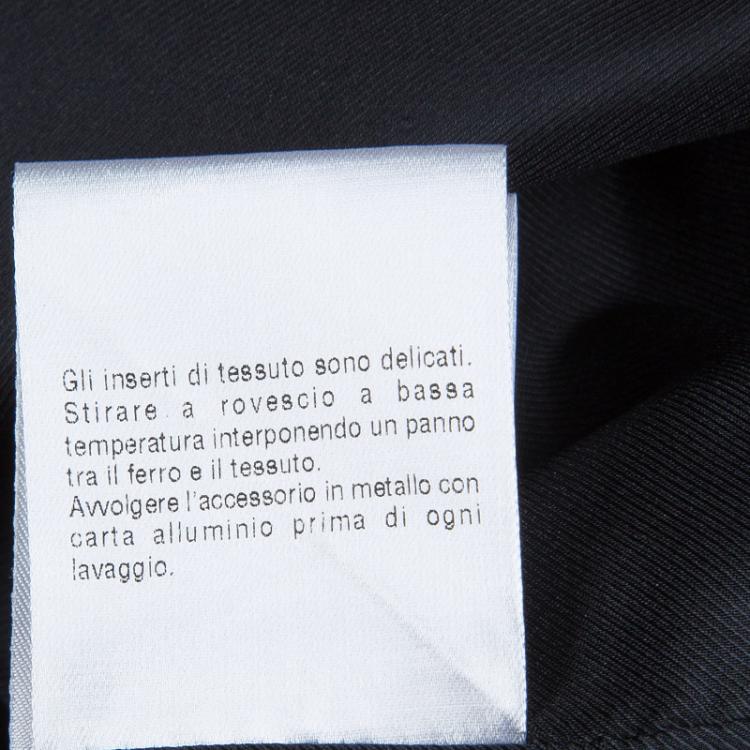 Gli inserti di tessuto sono delicati.
Stirare a rovescio a bassa
temperatura interponendo un panno
tra il ferro e il tessuto.
Avvolgere l'accessorio in metallo con
carta alluminio prima di ogni
lavaggio.